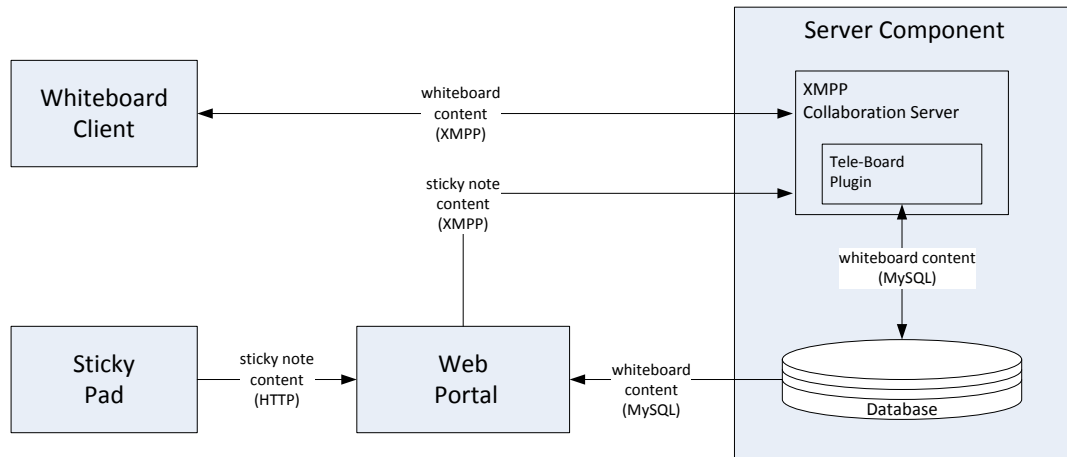 Server Component
Whiteboard
Client
whiteboard
content
(XMPP)
XMPP
Collaboration Server
Tele-Board
Plugin
sticky note
content
(XMPP)
whiteboard content
(MySQL)
Sticky
Pad
sticky note
content
(HTTP)
Web
Portal
whiteboard
content
(MySQL)
Database